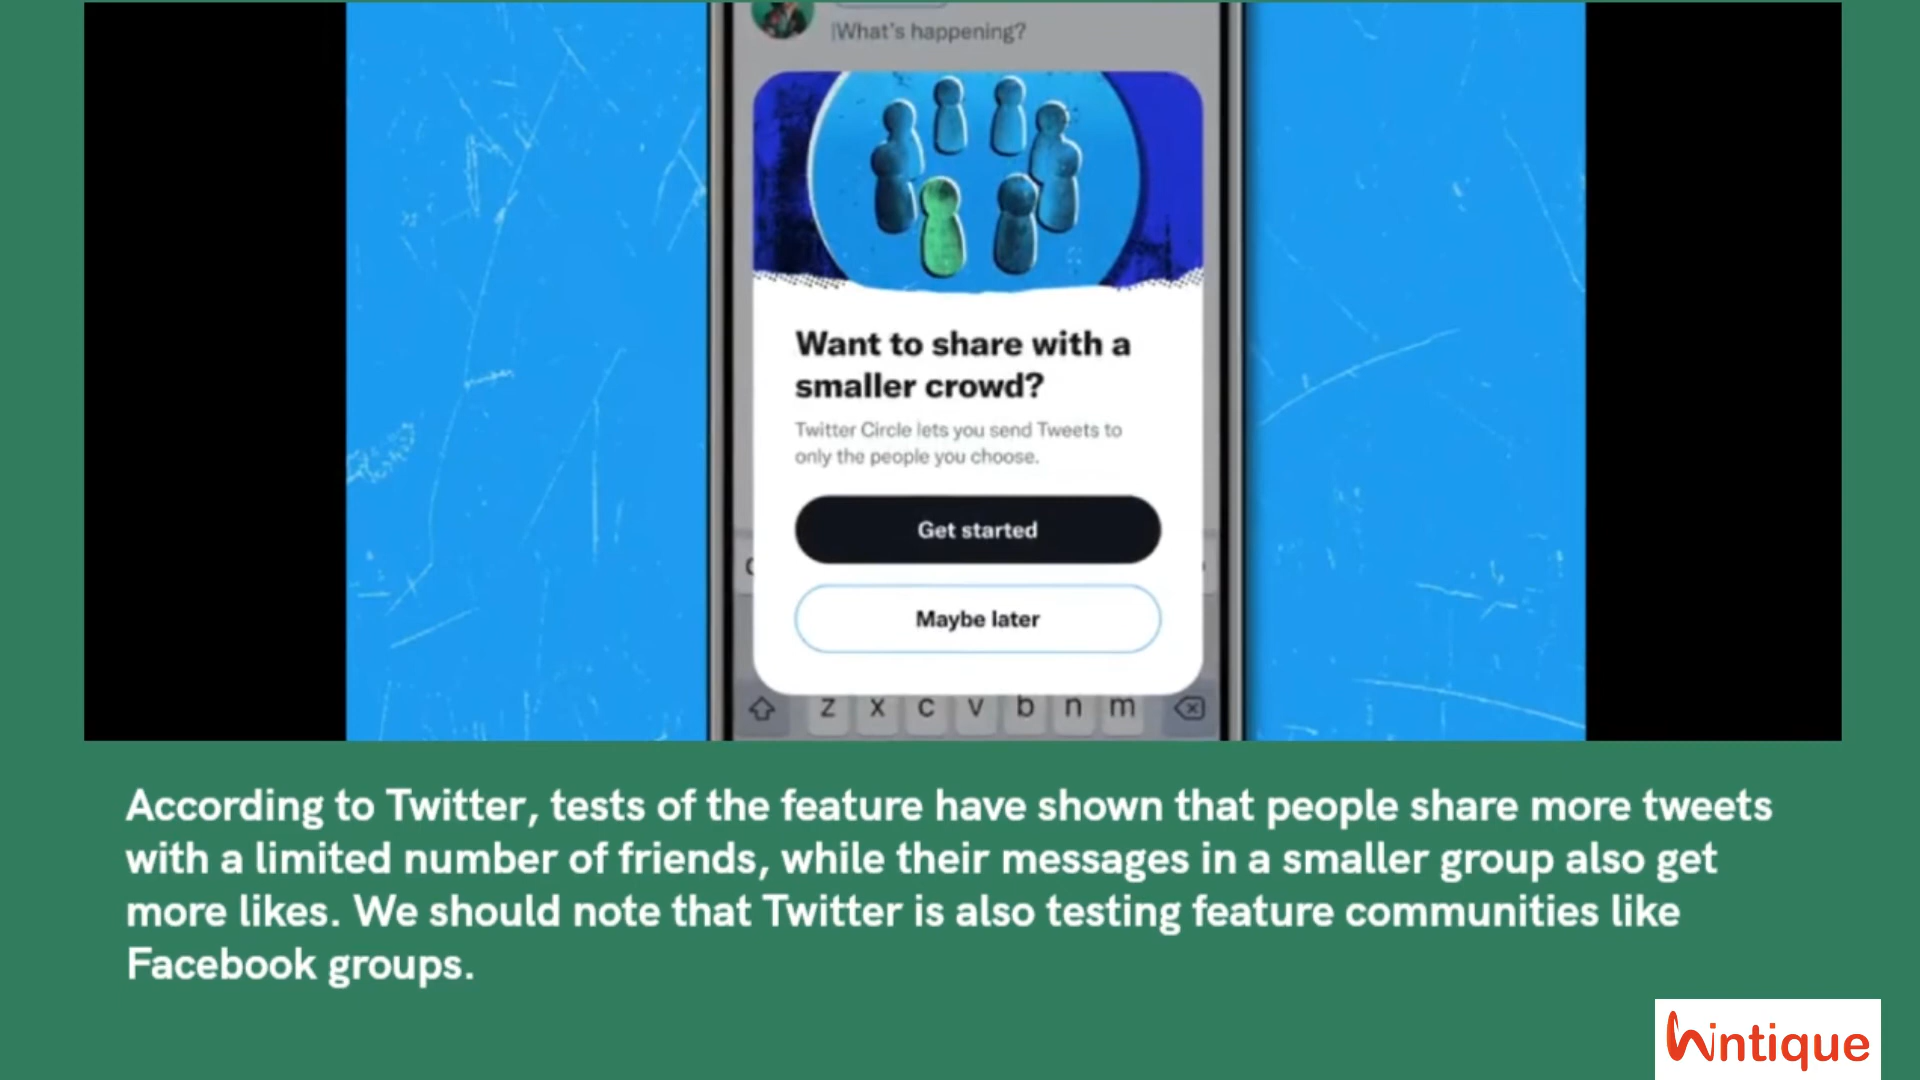 What's happening?
Want to share with a
smaller crowd?
Twitter Circle lets you send Tweets to
only the people you choose.
Get started
Maybe later
z x c v b n m
According to Twitter, tests of the feature have shown that people share more tweets
with a limited number of friends, while their messages in a smaller group also get
more likes. We should note that Twitter is also testing feature communities like
Facebook groups.
hintique